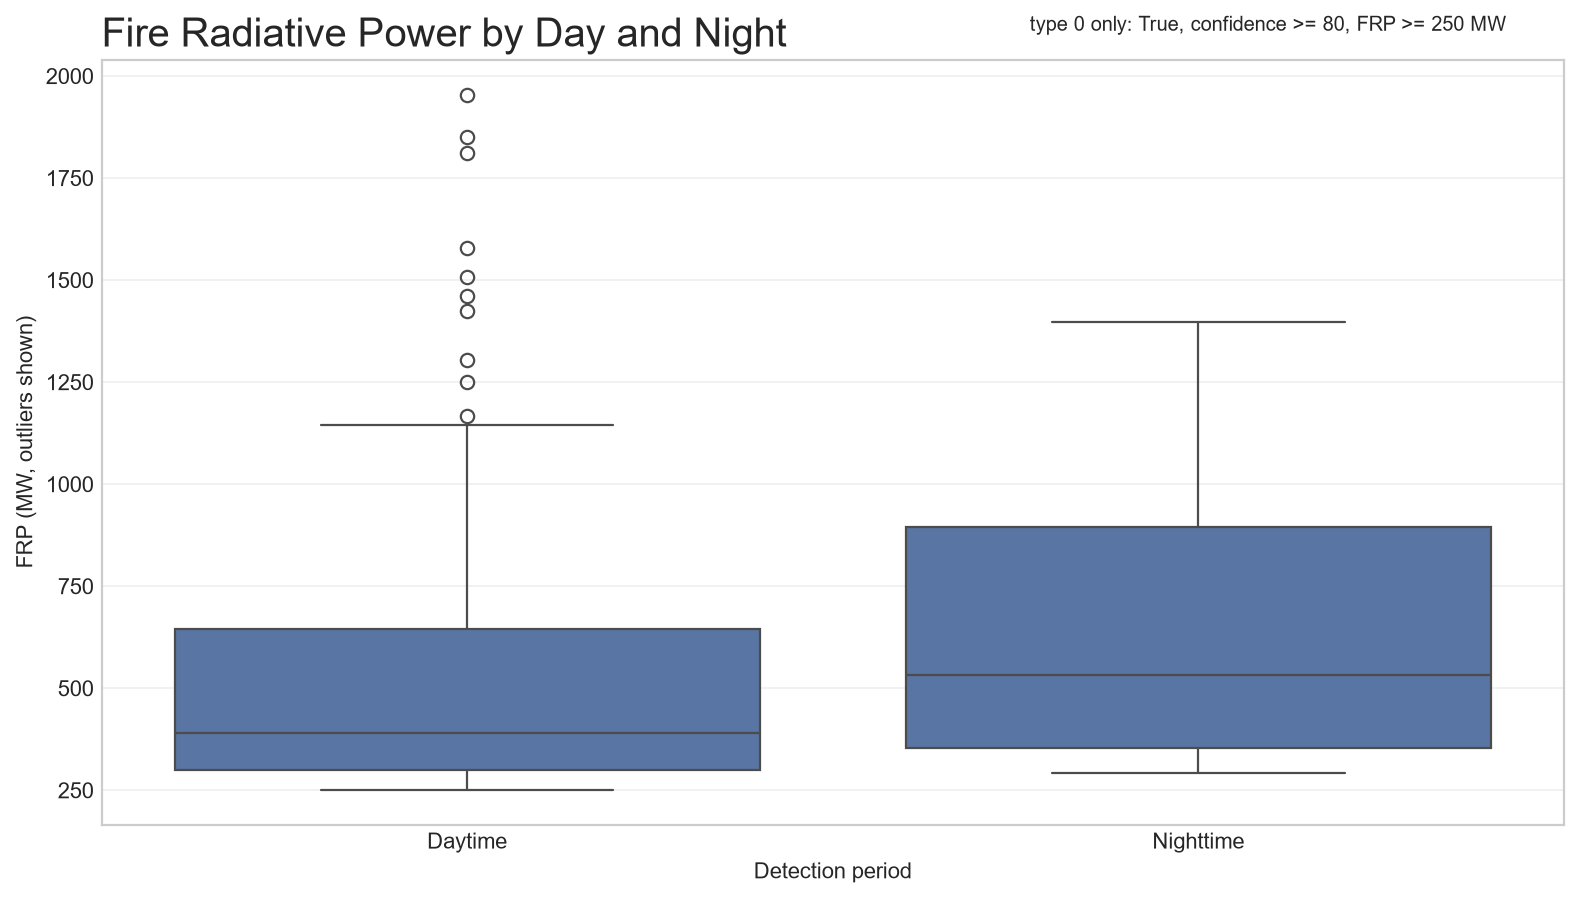 Fire Radiative Power by Day and Night
type 0 only: True, confidence >= 80, FRP >= 250 MW
FRP (MW, outliers shown)
2000
1750
1500
1250
1000
750
500
250
Daytime
Nighttime
Detection period